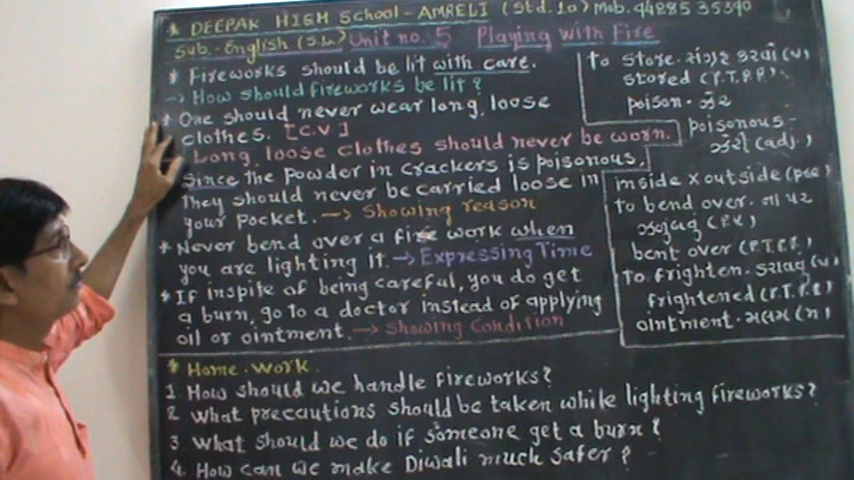 * DEEPAK HIGH School - AMRELI (Std. 10) Mob. 94285 35390
Sub.-English (S.L.) Unit no. 5 Playing with Fire
* Fireworks should be lit with care.
→ How should fireworks be lit?
* One should never wear long, loose
clothes. [C.V]
→ Long, loose clothes should never be worn.
Since the powder in crackers is poisonous,
they should never be carried loose in
your pocket. → Showing reason
* Never bend over a fire work when
you are lighting it → Expressing Time
* If inspite of being careful, you do get
a burn, go to a doctor instead of applying
oil or ointment. → Showing Condition
to store. સંગ્રહ કરવો (v)
stored (P.T.P.P.)
poison. ઝેર
poisonous -
ઝેરી (adj.)
inside x outside
to bend over.
bent over
to frighten. ડરાવવું (v)
frightened (P.T.P.P.)
ointment. મલમ (n)
* Home-Work.
1. How should we handle fireworks?
2 What precautions should be taken while lighting fireworks?
3. What should we do if someone get a burn?
4. How can we make Diwali much safer?